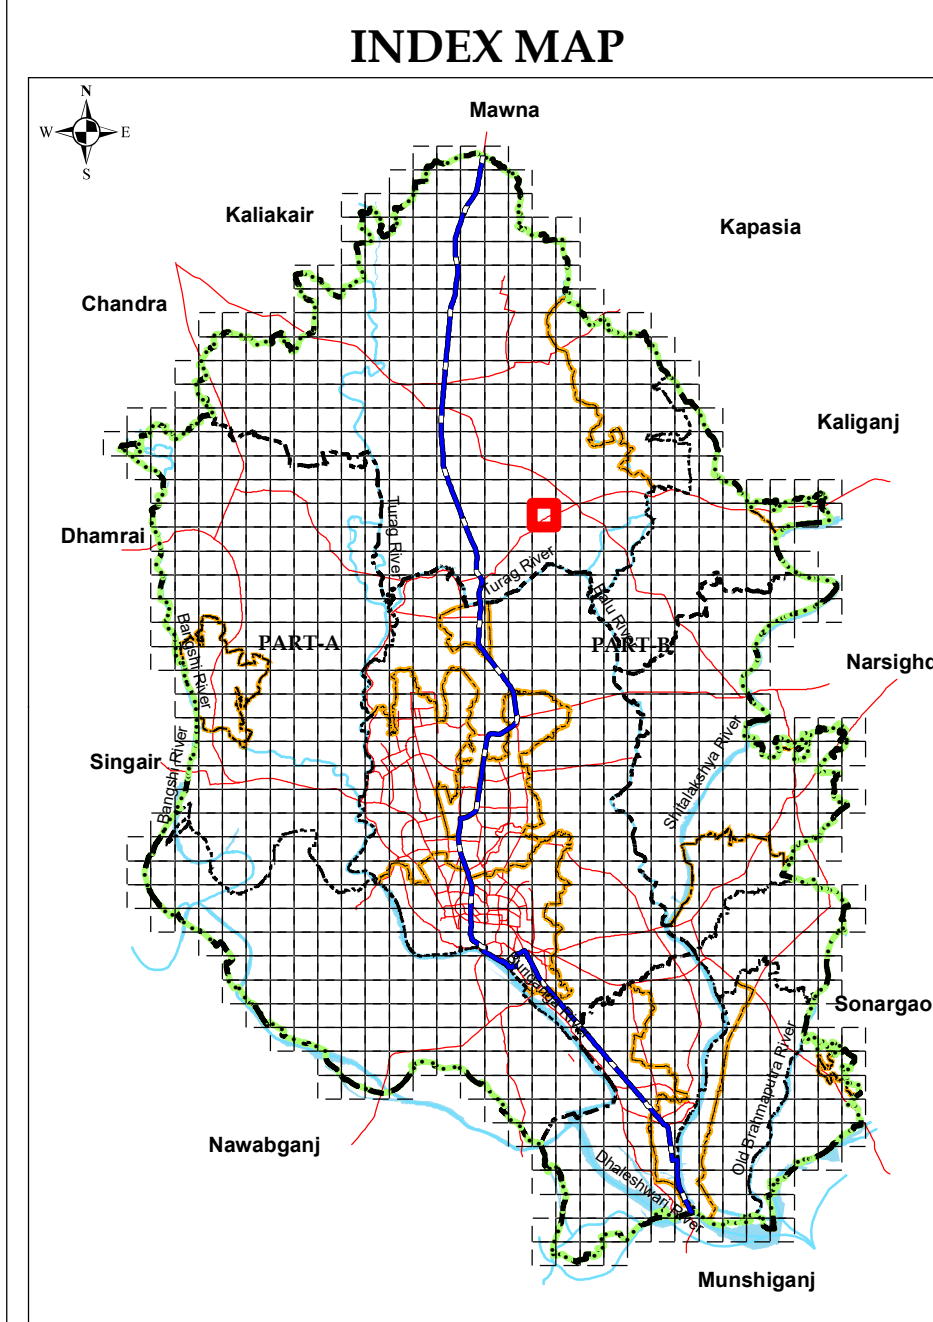 INDEX MAP
N
W E
S
Mawna
Kaliakair
Kapasia
Chandra
Kaliganj
Dhamrai
Turag River
Turag River
Balu River
PART-A
PART-B
Bangshi River
Narsighd
Singair
Bangshi River
Shitalakshya River
Sonargao
Buriganga River
Old Brahmaputra River
Nawabganj
Dhaleshwari River
Munshiganj